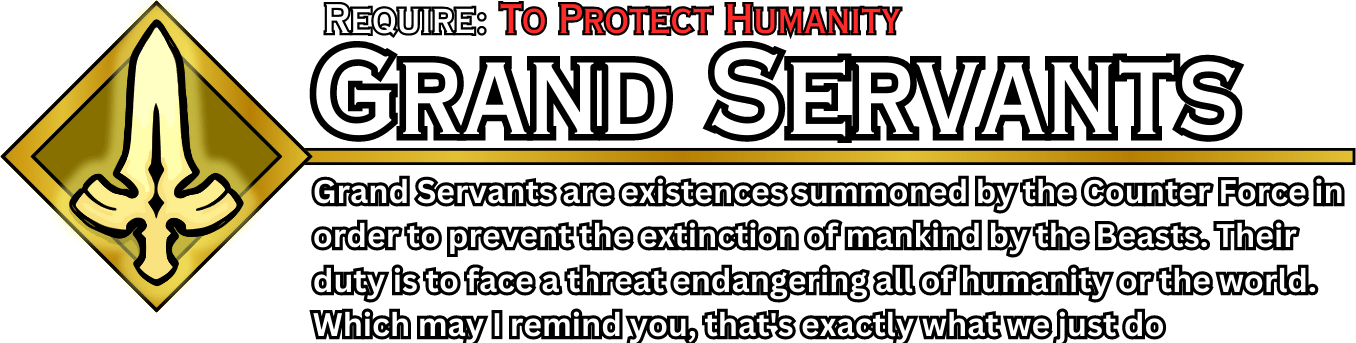 Require: To Protect Humanity
Grand Servants
Grand Servants are existences summoned by the Counter Force in
order to prevent the extinction of mankind by the Beasts. Their
duty is to face a threat endangering all of humanity or the world.
Which may I remind you, that's exactly what we just do